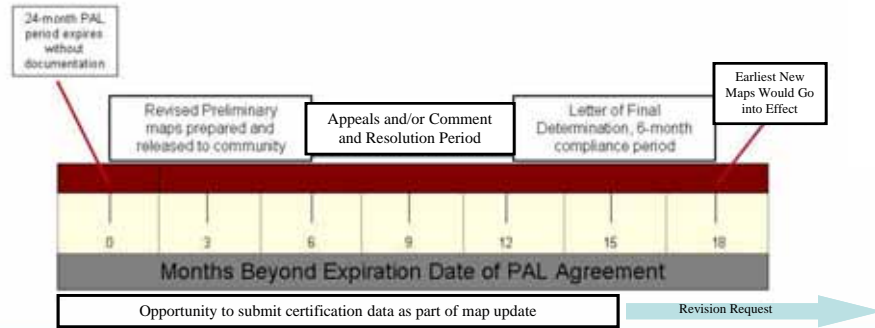 24-month PAL
period expires
without
documentation
Revised Preliminary
maps prepared and
released to community
Appeals and/or Comment
and Resolution Period
Letter of Final
Determination, 6-month
compliance period
Earliest New
Maps Would Go
into Effect
0 3 6 9 12 15 18
Months Beyond Expiration Date of PAL Agreement
Opportunity to submit certification data as part of map update
Revision Request